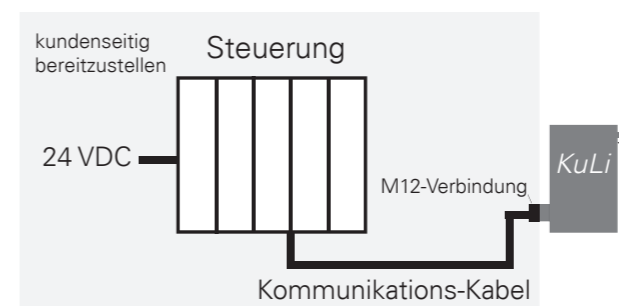 kundenseitig
bereitzustellen
Steuerung
24 VDC
KuLi
M12-Verbindung
Kommunikations-Kabel